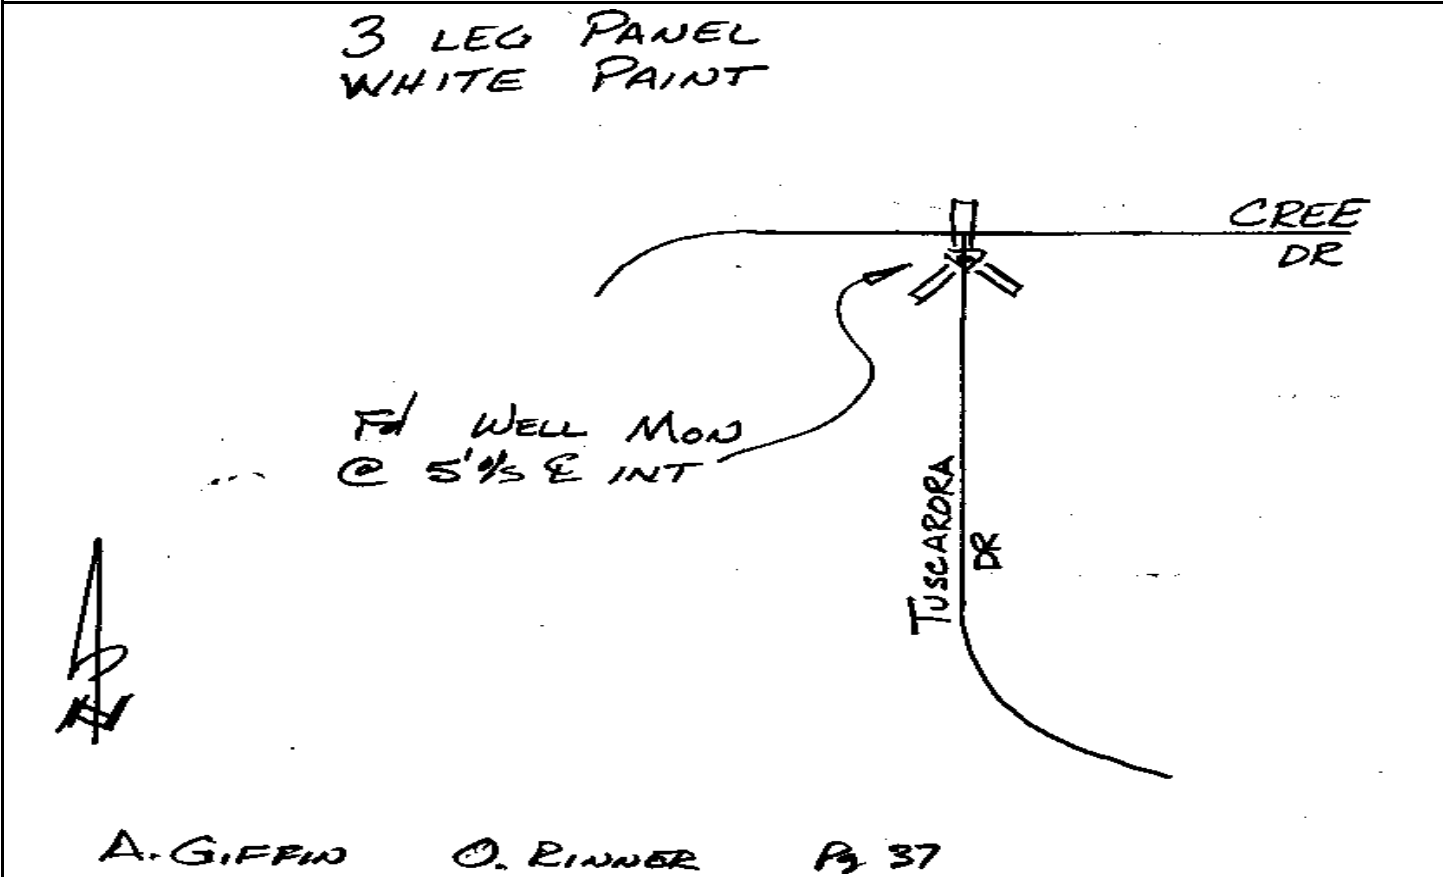 3 LEG PANEL
WHITE PAINT
CREE
DR
Fd WELL MON
@ 5' o/s ℄ INT
TUSCARORA
DR
N
A. GIFFIN O. RINNER Pg 37